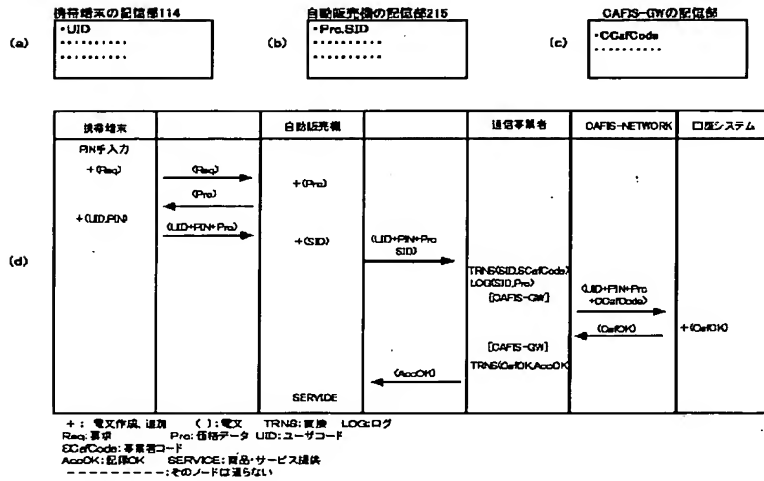 携帯端末の記憶部114
自動販売機の記憶部215
CAFIS-GWの記憶部
(a)
・UID
(b)
・Pro.SID
(c)
・CCafCode
携帯端末
自動販売機
通信事業者
CAFIS-NETWORK
口座システム
PIN手入力
+(Req)
(Req)
+(Pro)
(Pro)
+(UID,PIN)
(UID+PIN+Pro)
+(SID)
(UID+PIN+Pro
SID)
(d)
TRNS(SID,SCafCode)
LOG(SID,Pro)
[CAFIS-GW]
(UID+PIN+Pro
+CCafCode)
(CafOK)
+(CafOK)
[CAFIS-GW]
TRNS(CafOK,AccOK)
(AccOK)
SERVICE
+：電文作成、追加 ( )：電文 TRNS：変換 LOG：ログ
Req：要求 Pro：価格データ UID：ユーザコード
SCafCode：事業者コード
AccOK：記録OK SERVICE：商品・サービス提供
----------：そのノードは通らない